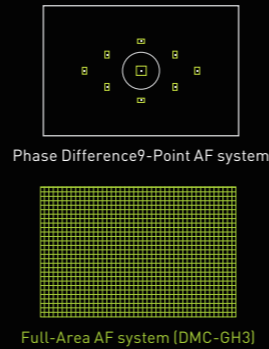 Phase Difference9-Point AF system
Full-Area AF system (DMC-GH3)